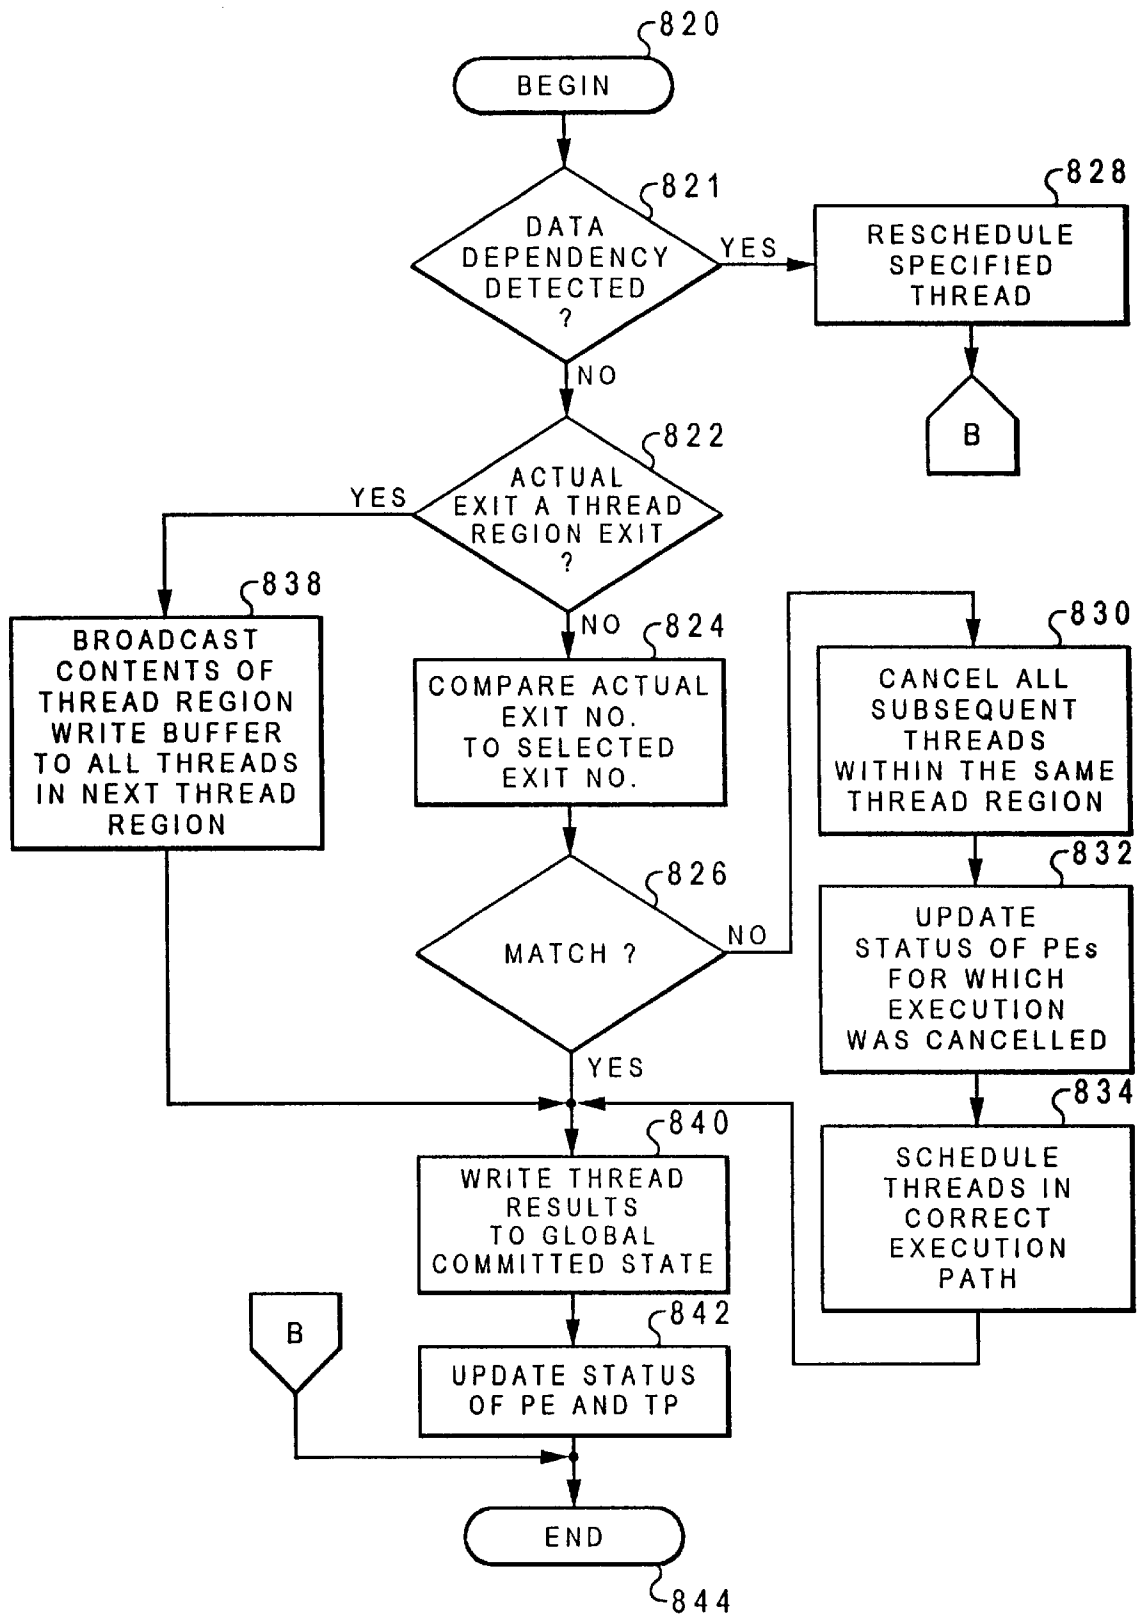 820
BEGIN
821
DATA
DEPENDENCY
DETECTED
?
YES
828
RESCHEDULE
SPECIFIED
THREAD
B
NO
822
ACTUAL
EXIT A THREAD
REGION EXIT
?
YES
838
BROADCAST
CONTENTS OF
THREAD REGION
WRITE BUFFER
TO ALL THREADS
IN NEXT THREAD
REGION
NO
824
COMPARE ACTUAL
EXIT NO.
TO SELECTED
EXIT NO.
826
MATCH ?
NO
830
CANCEL ALL
SUBSEQUENT
THREADS
WITHIN THE SAME
THREAD REGION
832
UPDATE
STATUS OF PEs
FOR WHICH
EXECUTION
WAS CANCELLED
834
SCHEDULE
THREADS IN
CORRECT
EXECUTION
PATH
YES
840
WRITE THREAD
RESULTS
TO GLOBAL
COMMITTED STATE
842
UPDATE STATUS
OF PE AND TP
B
END
844